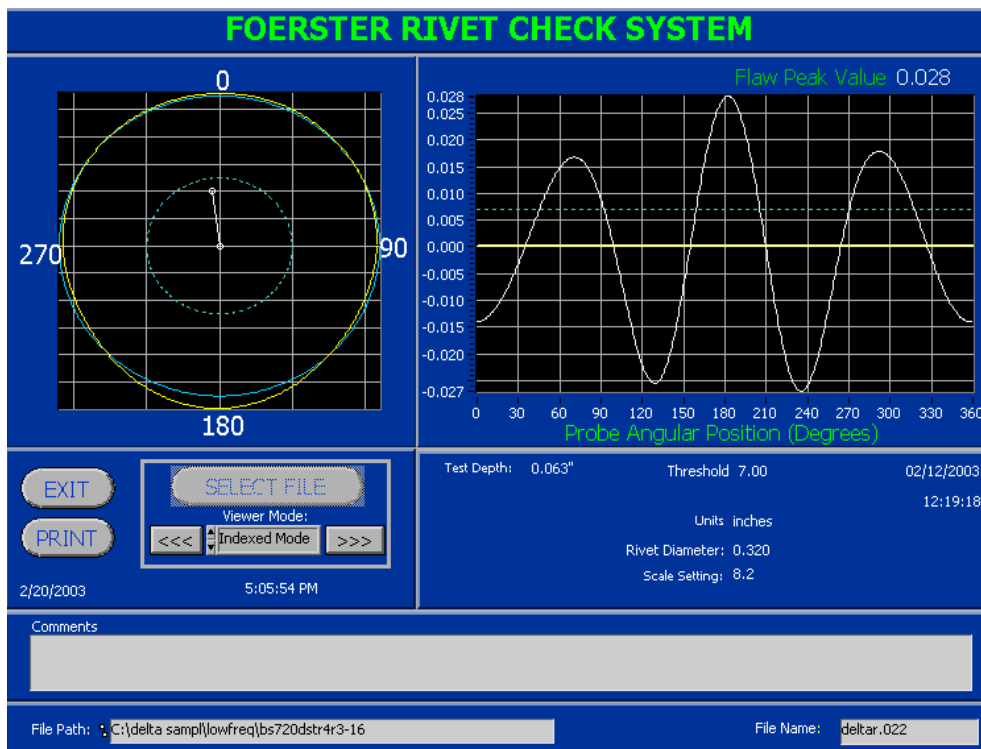 FOERSTER RIVET CHECK SYSTEM
0
270
90
180
Flaw Peak Value 0.028
0.028
0.025
0.020
0.015
0.010
0.005
0.000
-0.005
-0.010
-0.015
-0.020
-0.027
0 30 60 90 120 150 180 210 240 270 300 330 360
Probe Angular Position (Degrees)
EXIT
PRINT
SELECT FILE
Viewer Mode:
<<< Indexed Mode >>>
2/20/2003 5:05:54 PM
Test Depth: 0.063" Threshold 7.00 02/12/2003
12:19:18
Units inches
Rivet Diameter: 0.320
Scale Setting: 8.2
Comments
File Path: C:\delta sampl\lowfreq\bs720dstr4r3-16 File Name: deltar.022